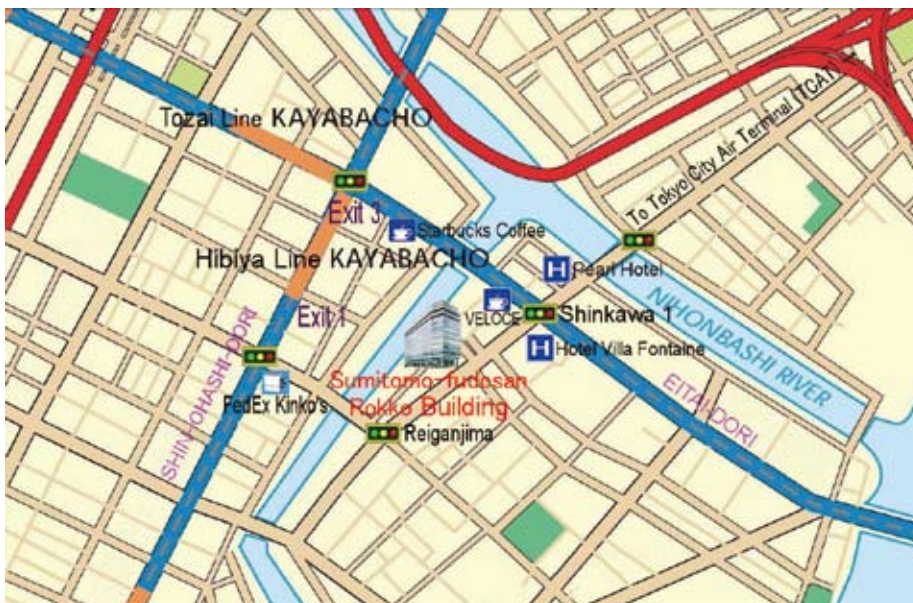 Tozai Line KAYABACHO
To Tokyo City Air Terminal (TCAT)
Exit 3
Starbucks Coffee
Hibiya Line KAYABACHO
Pearl Hotel
NIHONBASHI RIVER
Exit 1
VELOCE
Shinkawa 1
SHIN-OHASHI-DORI
Hotel Villa Fontaine
Sumitomo-fudosan
Rokko Building
EITAI-DORI
FedEx Kinko's
Reiganjima